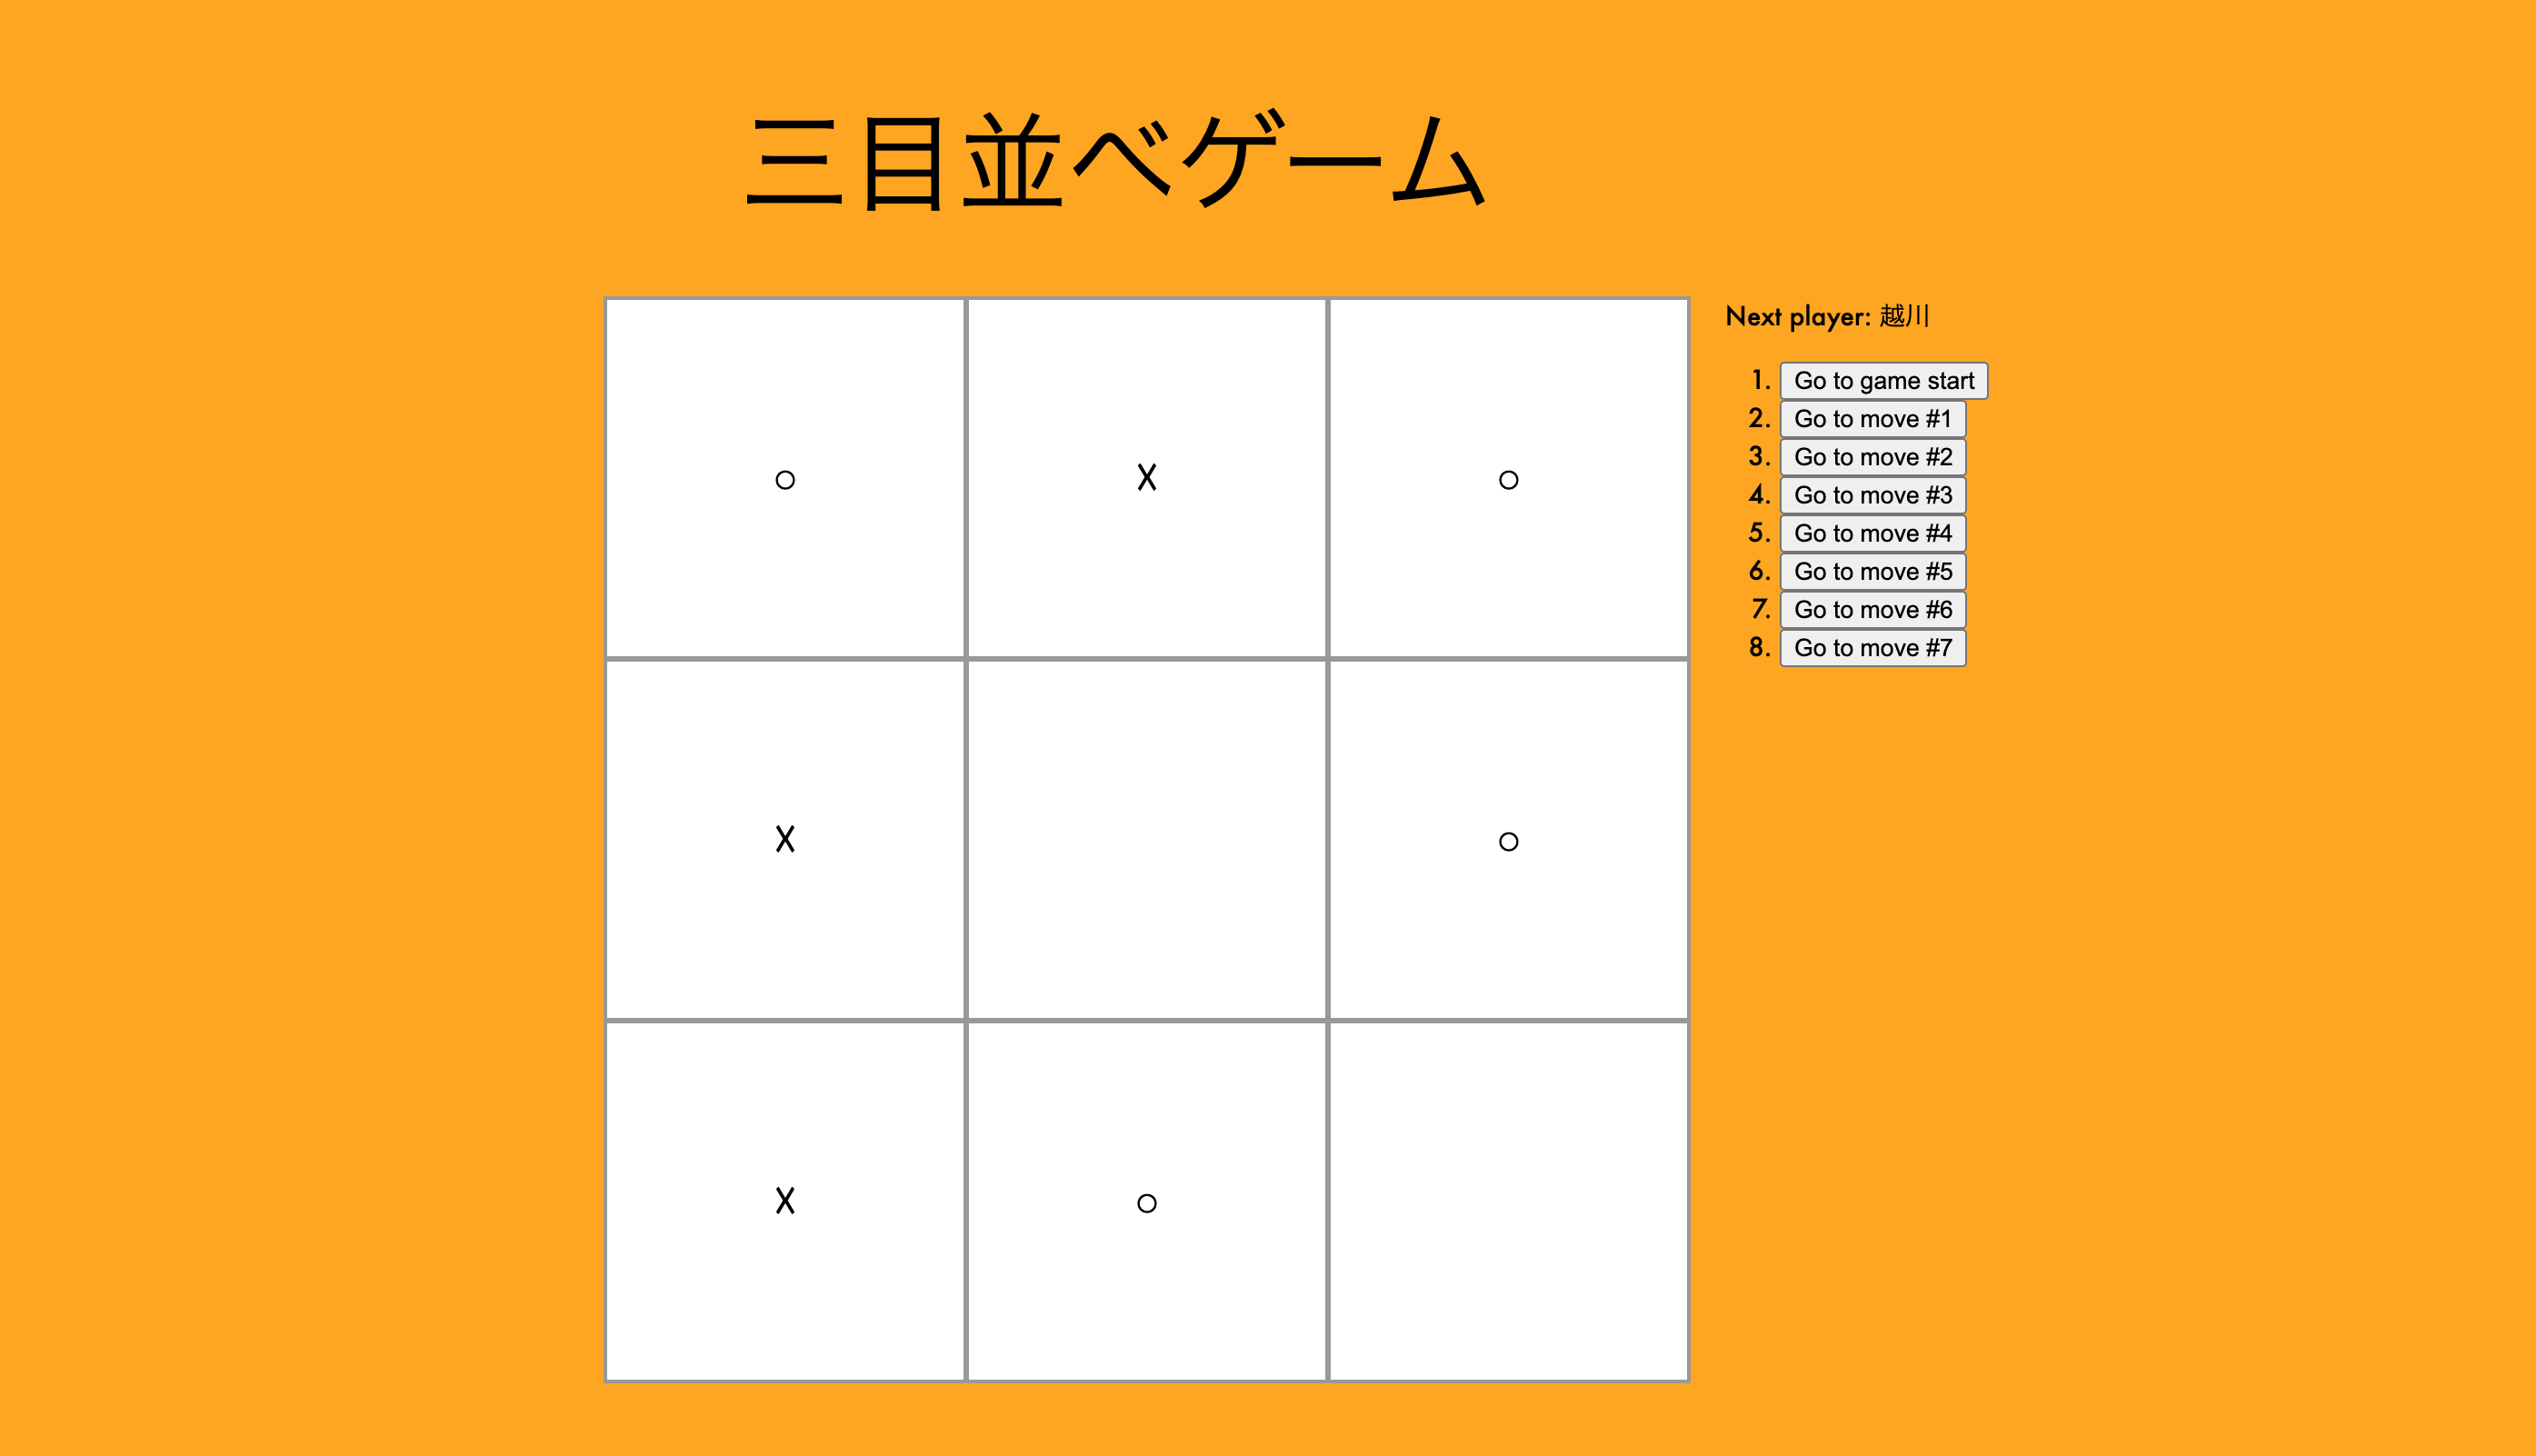 三目並べゲーム
○ X ○
X ○
X ○
Next player: 越川
1. Go to game start
2. Go to move #1
3. Go to move #2
4. Go to move #3
5. Go to move #4
6. Go to move #5
7. Go to move #6
8. Go to move #7